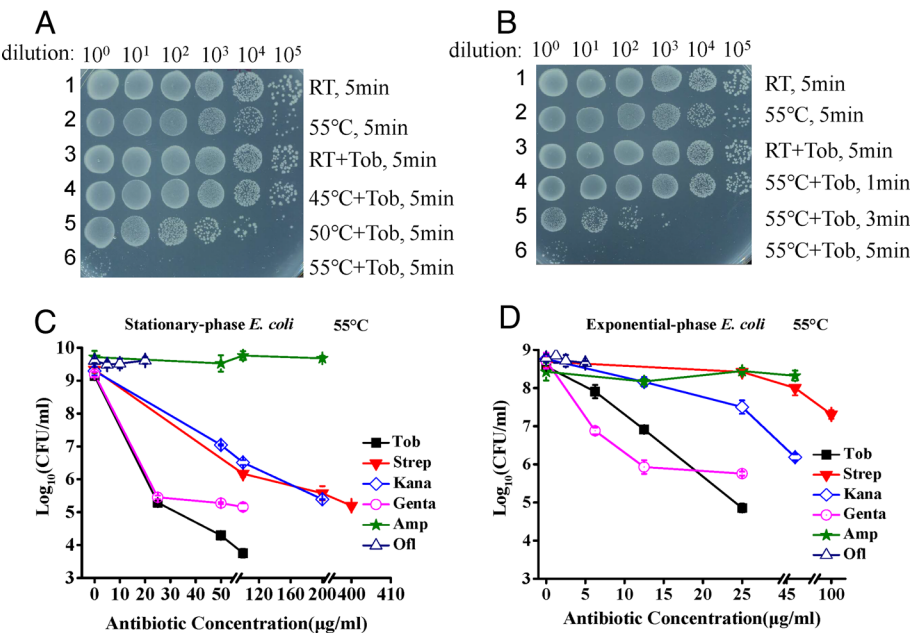 A
dilution: 10⁰ 10¹ 10² 10³ 10⁴ 10⁵
1 RT, 5min
2 55°C, 5min
3 RT+Tob, 5min
4 45°C+Tob, 5min
5 50°C+Tob, 5min
6 55°C+Tob, 5min
B
dilution: 10⁰ 10¹ 10² 10³ 10⁴ 10⁵
1 RT, 5min
2 55°C, 5min
3 RT+Tob, 5min
4 55°C+Tob, 1min
5 55°C+Tob, 3min
6 55°C+Tob, 5min
C
Stationary-phase E. coli 55°C
Log₁₀(CFU/ml)
10
9
8
7
6
5
4
3
Tob
Strep
Kana
Genta
Amp
Ofl
0 10 20 30 40 50 120 160 200 400 410
Antibiotic Concentration(µg/ml)
D
Exponential-phase E. coli 55°C
Log₁₀(CFU/ml)
9
8
7
6
5
4
3
Tob
Strep
Kana
Genta
Amp
Ofl
0 5 10 15 20 25 45 100
Antibiotic Concentration(µg/ml)